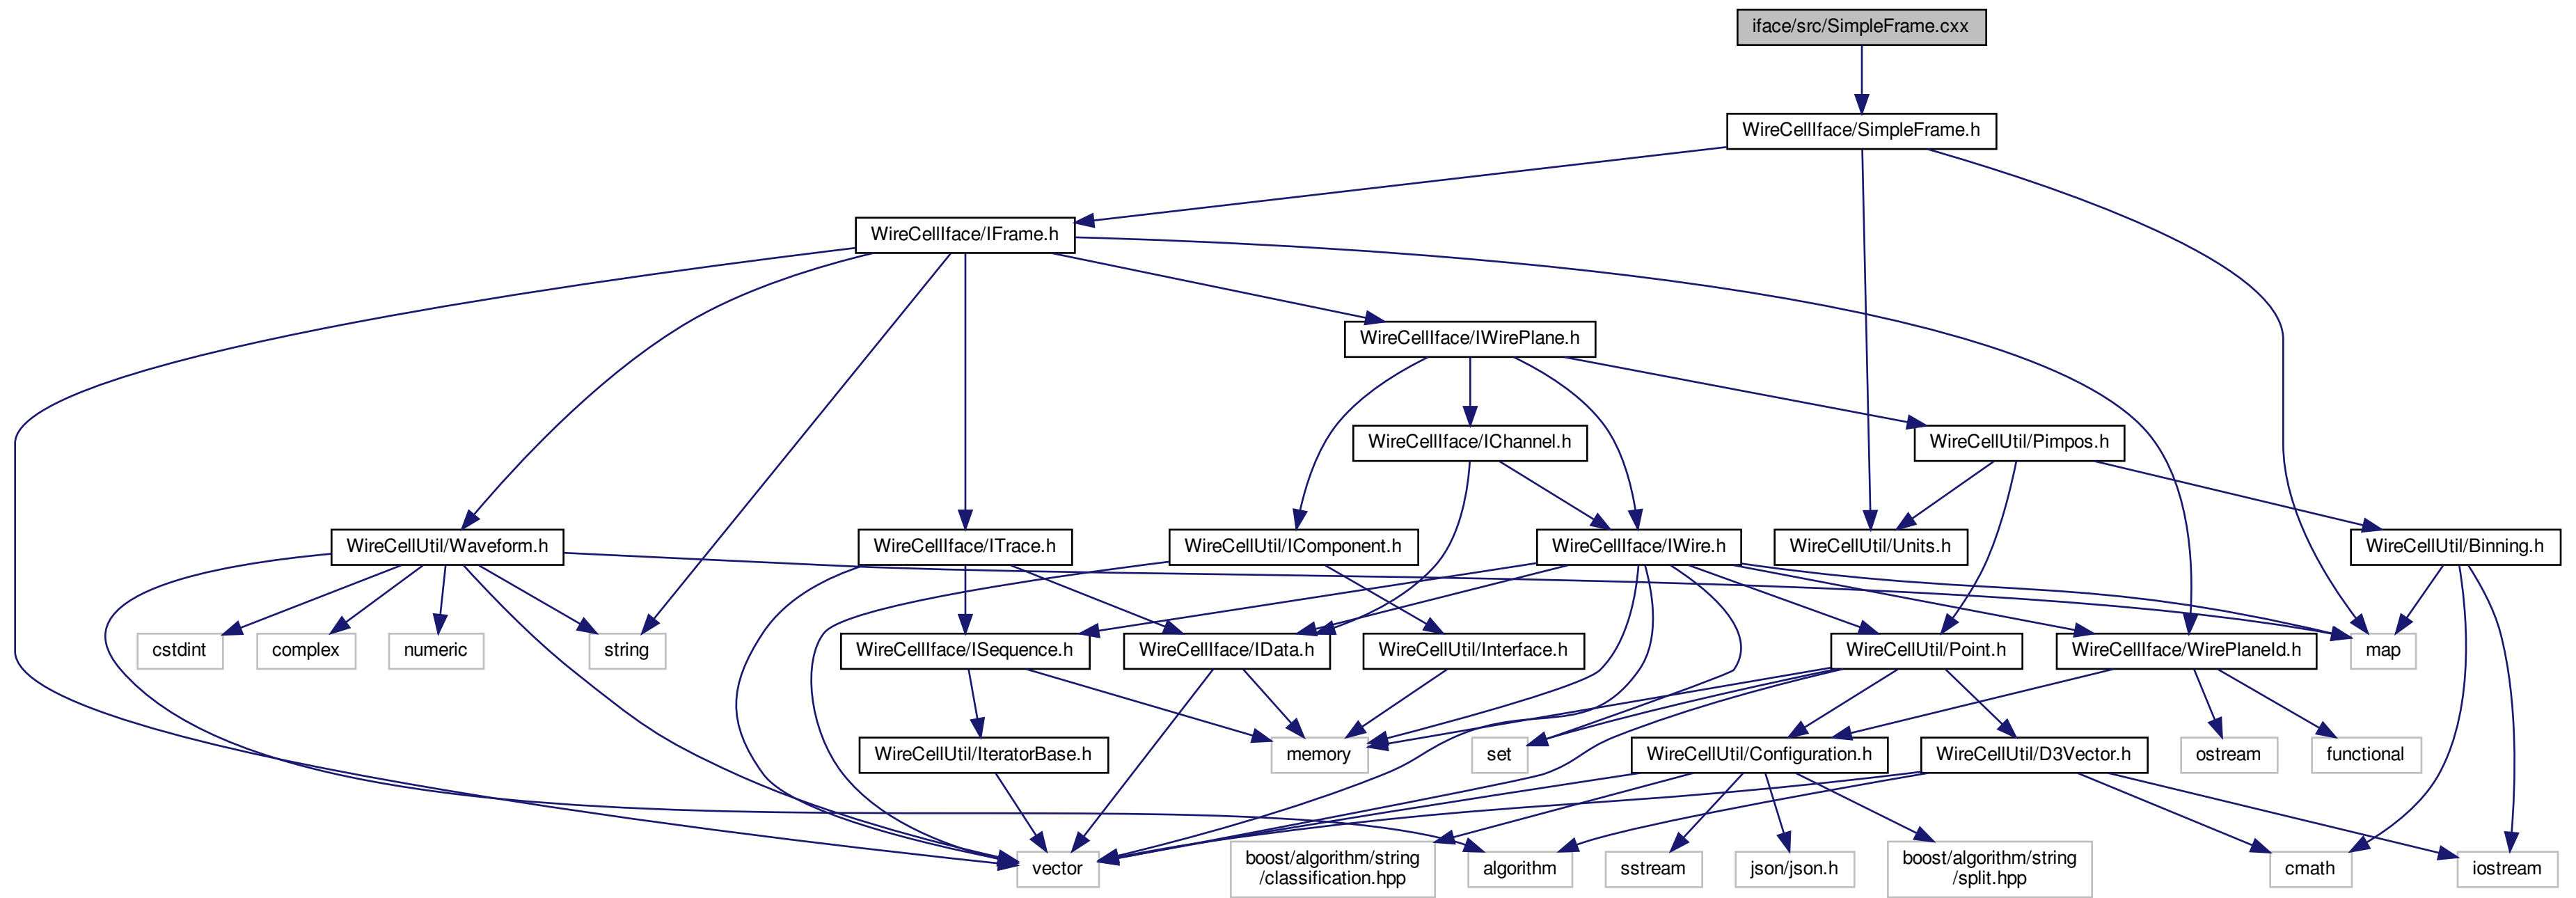 iface/src/SimpleFrame.cxx
WireCellIface/SimpleFrame.h
WireCellIface/IFrame.h
WireCellIface/IWirePlane.h
WireCellIface/IChannel.h
WireCellUtil/Pimpos.h
WireCellUtil/Waveform.h
WireCellIface/ITrace.h
WireCellUtil/IComponent.h
WireCellIface/IWire.h
WireCellUtil/Units.h
WireCellUtil/Binning.h
cstdint
complex
numeric
string
WireCellIface/ISequence.h
WireCellIface/IData.h
WireCellUtil/Interface.h
WireCellUtil/Point.h
WireCellIface/WirePlaneId.h
map
WireCellUtil/IteratorBase.h
memory
set
WireCellUtil/Configuration.h
WireCellUtil/D3Vector.h
ostream
functional
vector
boost/algorithm/string
/classification.hpp
algorithm
sstream
json/json.h
boost/algorithm/string
/split.hpp
cmath
iostream